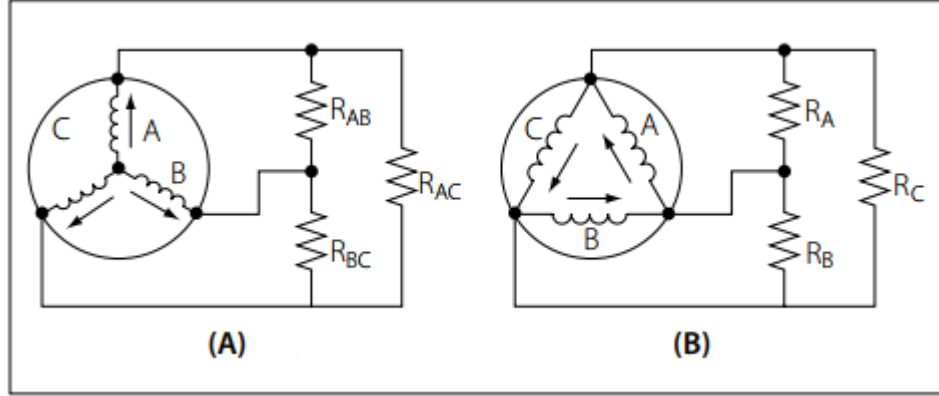 C A B R_AB R_AC R_BC
(A)
C A B R_A R_C R_B
(B)